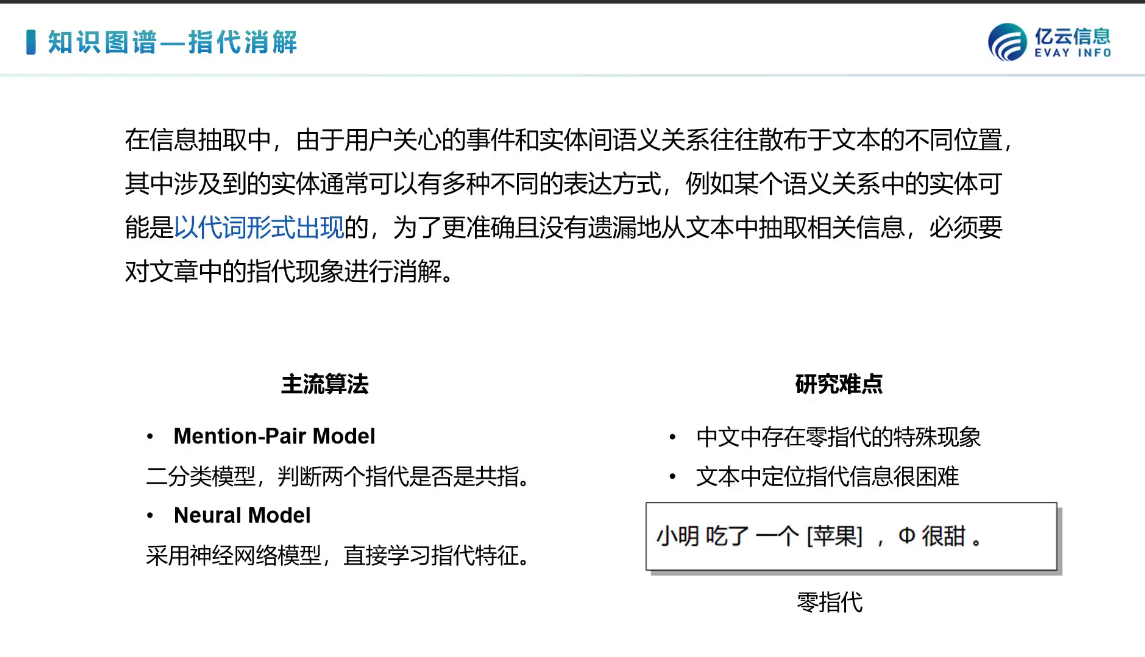 知识图谱—指代消解
亿云信息
EVAY INFO
在信息抽取中，由于用户关心的事件和实体间语义关系往往散布于文本的不同位置，
其中涉及到的实体通常可以有多种不同的表达方式，例如某个语义关系中的实体可
能是以代词形式出现的，为了更准确且没有遗漏地从文本中抽取相关信息，必须要
对文章中的指代现象进行消解。
主流算法
• Mention-Pair Model
二分类模型，判断两个指代是否是共指。
• Neural Model
采用神经网络模型，直接学习指代特征。
研究难点
• 中文中存在零指代的特殊现象
• 文本中定位指代信息很困难
小明 吃了 一个 [苹果] ，Φ 很甜 。
零指代